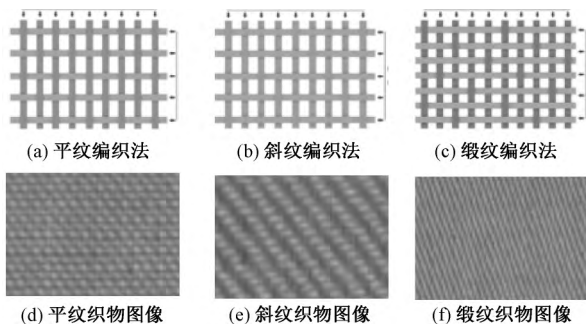 (a) 平纹编织法
(b) 斜纹编织法
(c) 缎纹编织法
(d) 平纹织物图像
(e) 斜纹织物图像
(f) 缎纹织物图像